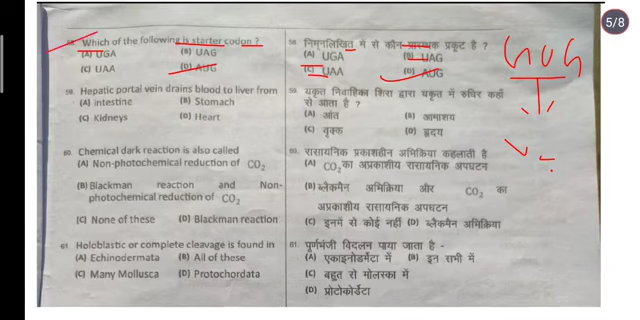 5/8
58. Which of the following is starter codon ?
(A) UGA (B) UAG
(C) UAA (D) AUG
59. Hepatic portal vein drains blood to liver from
(A) intestine (B) Stomach
(C) Kidneys (D) Heart
60. Chemical dark reaction is also called
(A) Non-photochemical reduction of CO2
(B) Blackman reaction and Non-
photochemical reduction of CO2
(C) None of these (D) Blackman reaction
61. Holoblastic or complete cleavage is found in
(A) Echinodermata (B) All of these
(C) Many Mollusca (D) Protochordata
58. निम्नलिखित में से कौन प्रारम्भक प्रकूट है ?
(A) UGA (B) UAG
(C) UAA (D) AUG
59. यकृत निवाहिका शिरा द्वारा यकृत में रुधिर कहाँ
से आता है ?
(A) आंत (B) आमाशय
(C) वृक्क (D) हृदय
60. रासायनिक प्रकाशहीन अभिक्रिया कहलाती है
(A) CO2 का अप्रकाशीय रासायनिक अपघटन
(B) ब्लैकमैन अभिक्रिया और CO2 का
अप्रकाशीय रासायनिक अपघटन
(C) इनमें से कोई नहीं (D) ब्लैकमैन अभिक्रिया
61. पूर्णभंजी विदलन पाया जाता है -
(A) एकाइनोडर्मेटा में (B) इन सभी में
(C) बहुत से मोलस्का में
(D) प्रोटोकोर्डेटा